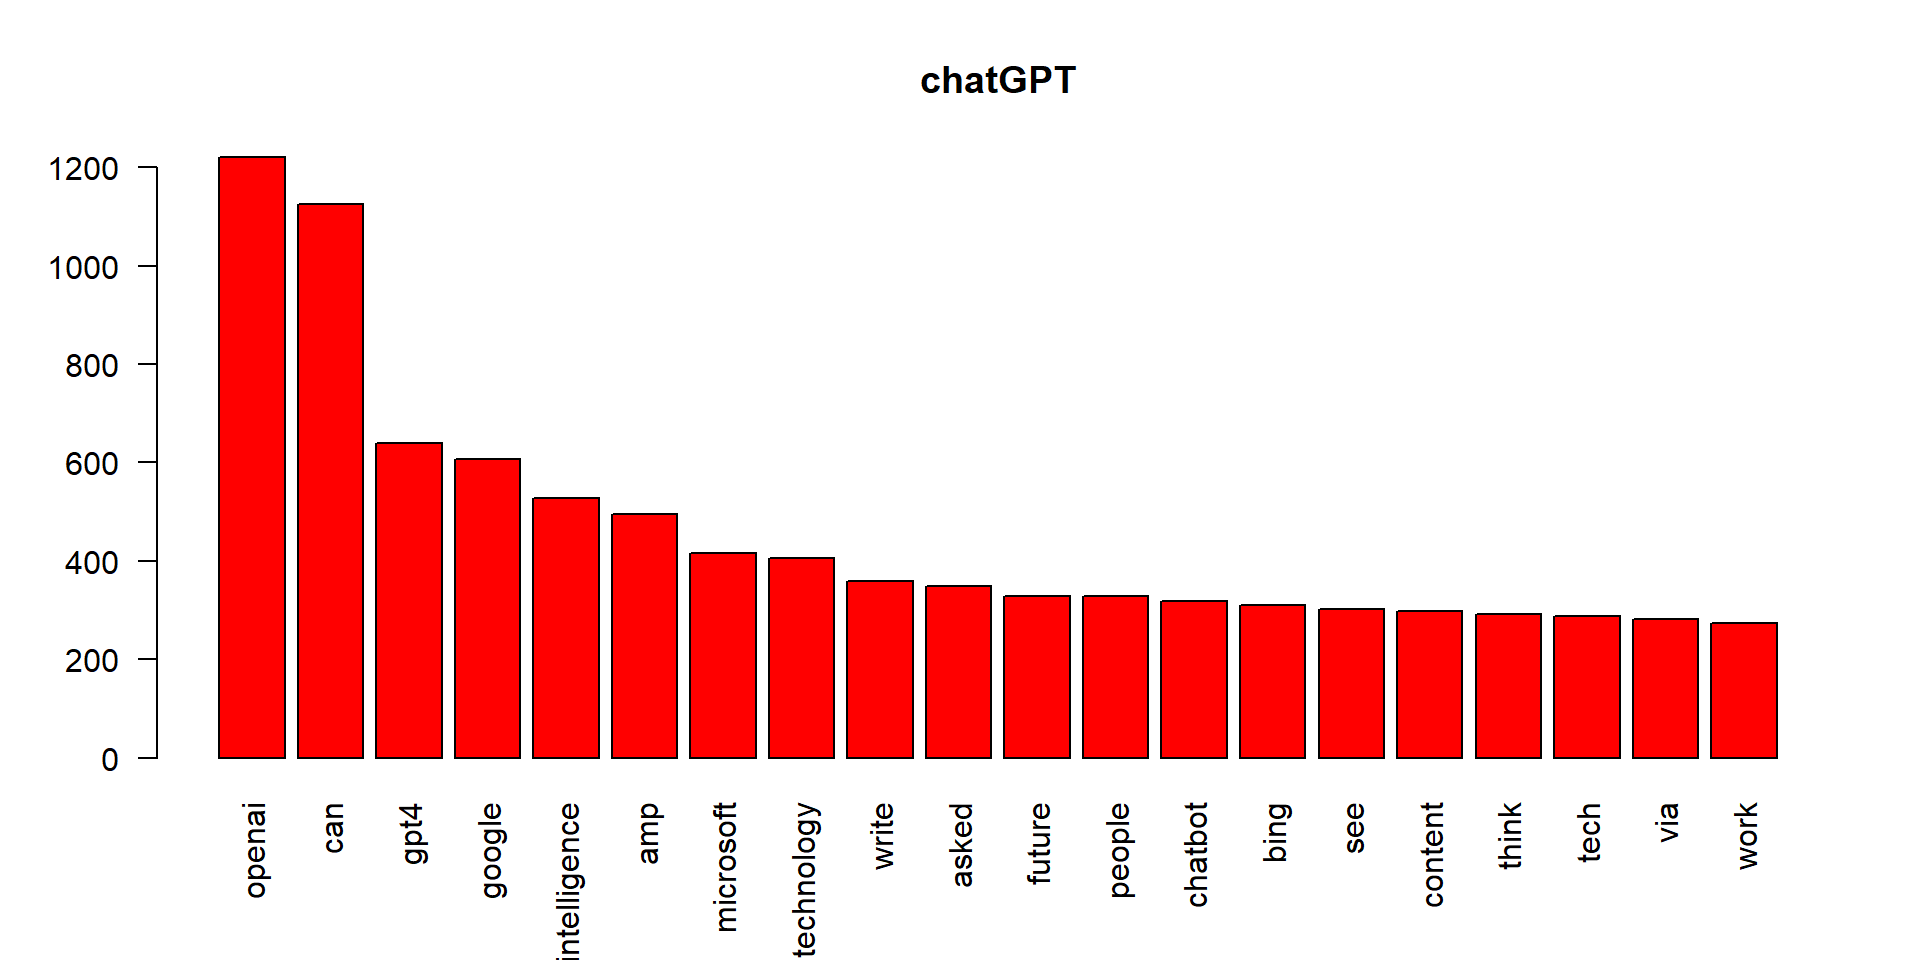 chatGPT
1200
1000
800
600
400
200
0
openai
can
gpt4
google
intelligence
amp
microsoft
technology
write
asked
future
people
chatbot
bing
see
content
think
tech
via
work